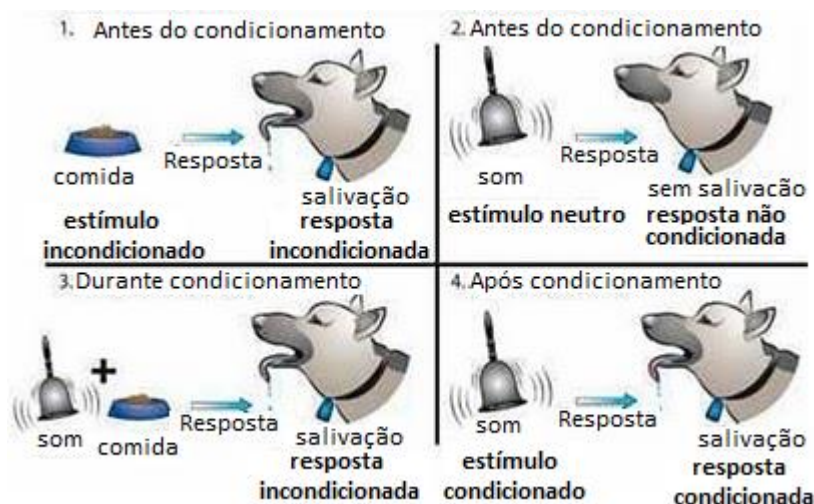 1. Antes do condicionamento
comida
Resposta
salivação
estímulo
incondicionado
resposta
incondicionada
2. Antes do condicionamento
som
Resposta
sem salivação
estímulo neutro
resposta não
condicionada
3. Durante condicionamento
+
som
comida
Resposta
salivação
resposta
incondicionada
4. Após condicionamento
som
Resposta
salivação
estímulo
condicionado
resposta
condicionada